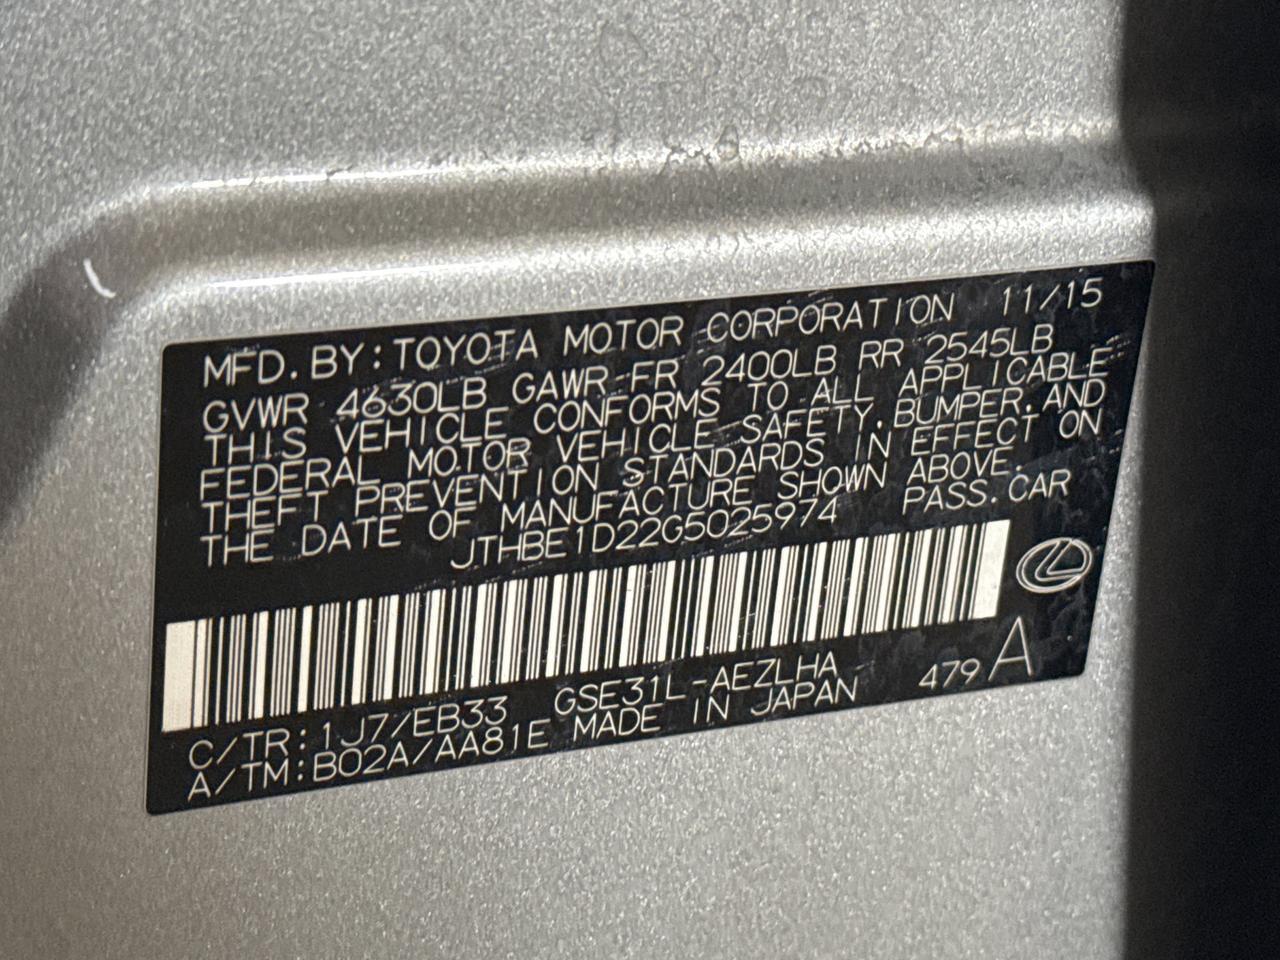 MFD. BY: TOYOTA MOTOR CORPORATION 11/15
GVWR 4630LB GAWR FR 2400LB RR 2545LB
THIS VEHICLE CONFORMS TO ALL APPLICABLE
FEDERAL MOTOR VEHICLE SAFETY, BUMPER, AND
THEFT PREVENTION STANDARDS IN EFFECT ON
THE DATE OF MANUFACTURE SHOWN ABOVE.
JTHBE1D22G5025974 PASS. CAR
C/TR: 1J7/EB33 GSE31L-AEZLHA 479 A
A/TM: B02A/AA81E MADE IN JAPAN